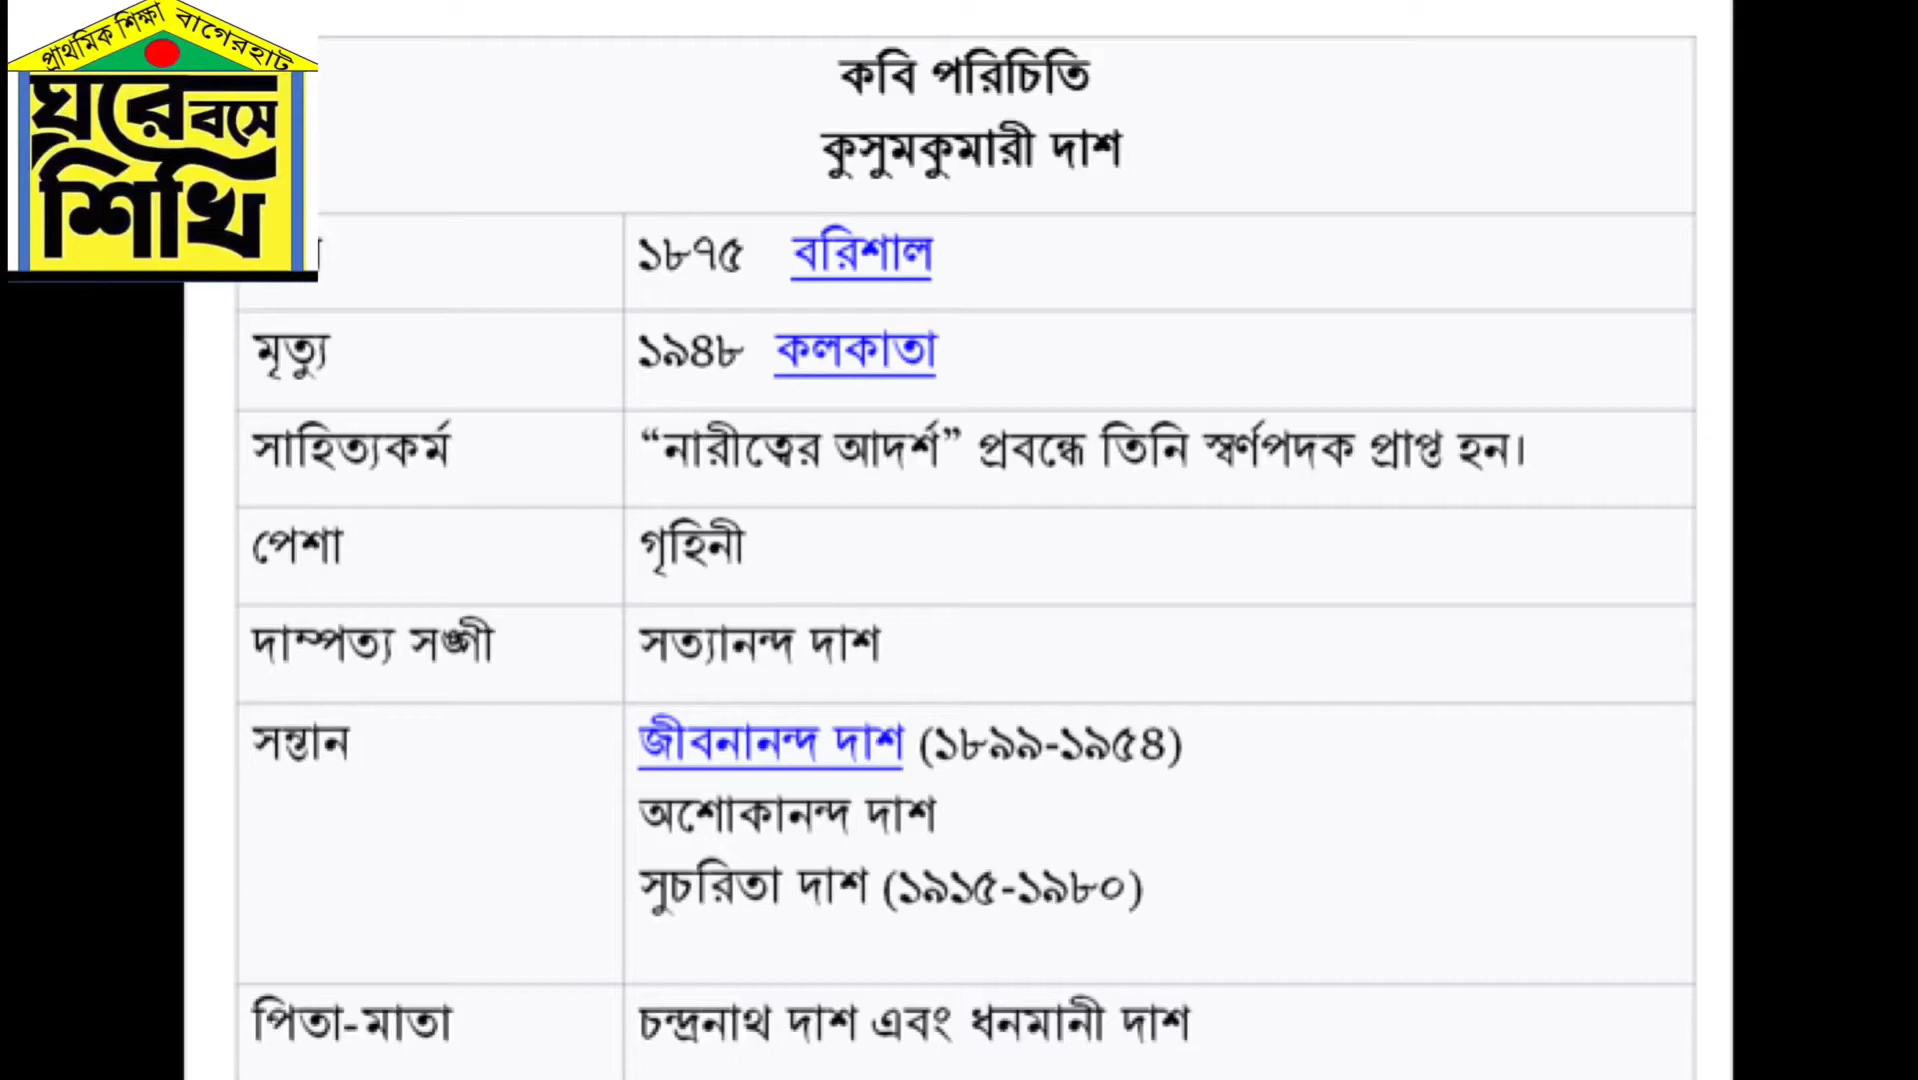 প্রাথমিক শিক্ষা বাগেরহাট
ঘরে বসে
শিখি
কবি পরিচিতি
কুসুমকুমারী দাশ
১৮৭৫ বরিশাল
মৃত্যু ১৯৪৮ কলকাতা
সাহিত্যকর্ম “নারীত্বের আদর্শ” প্রবন্ধে তিনি স্বর্ণপদক প্রাপ্ত হন।
পেশা গৃহিনী
দাম্পত্য সঙ্গী সত্যানন্দ দাশ
সন্তান জীবনানন্দ দাশ (১৮৯৯-১৯৫৪)
অশোকানন্দ দাশ
সুচরিতা দাশ (১৯১৫-১৯৮০)
পিতা-মাতা চন্দ্রনাথ দাশ এবং ধনমানী দাশ